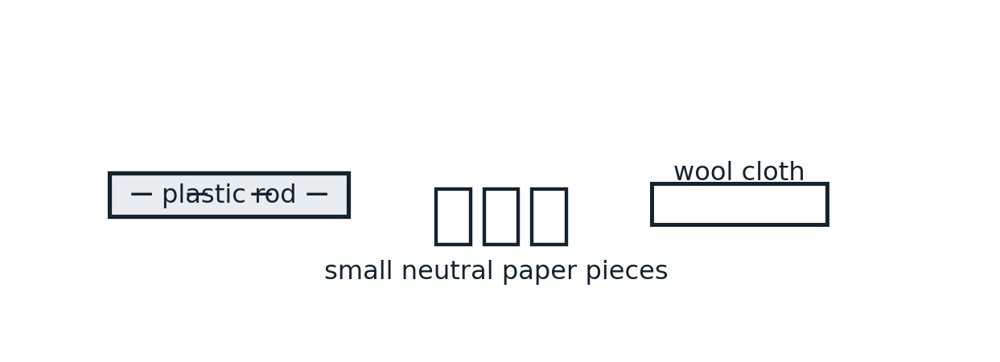 wool cloth
− − plastic rod − −
small neutral paper pieces